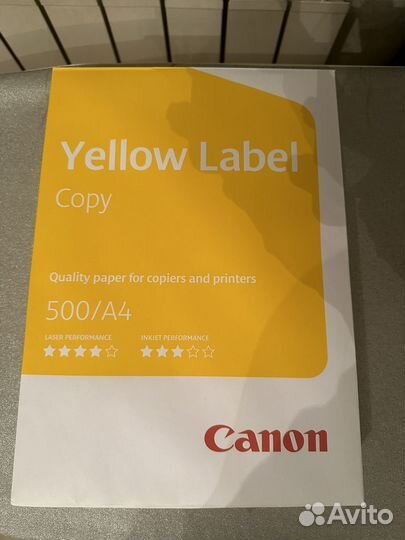 Yellow Label
Copy
Quality paper for copiers and printers
500/A4
LASER PERFORMANCE INKJET PERFORMANCE
Canon
Avito